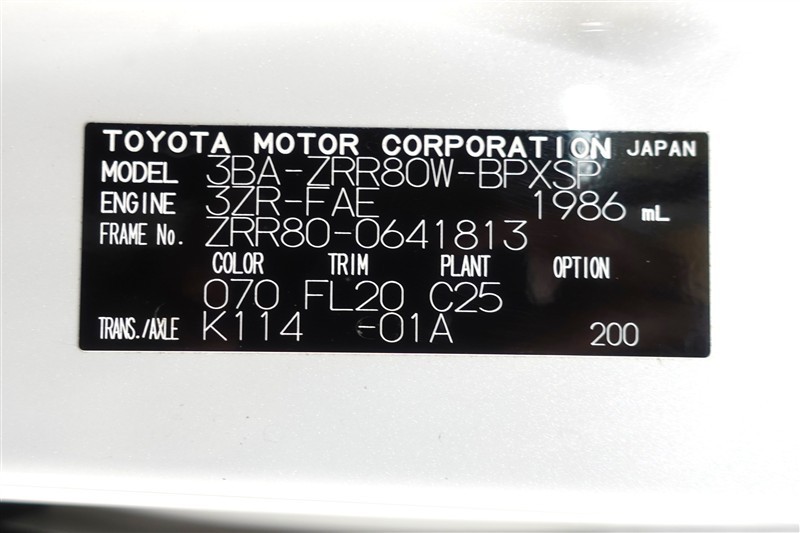 TOYOTA MOTOR CORPORATION JAPAN
MODEL 3BA-ZRR80W-BPXSP
ENGINE 3ZR-FAE 1986 mL
FRAME No. ZRR80-0641813
COLOR TRIM PLANT OPTION
070 FL20 C25
TRANS./AXLE K114 -01A 200